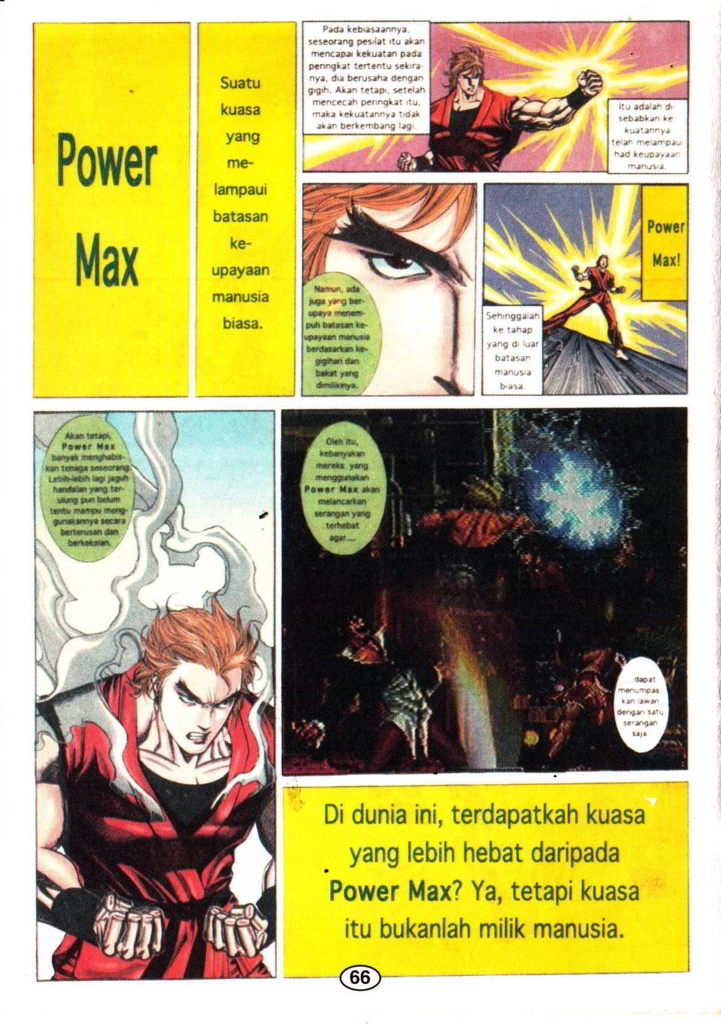 Power
Max
Suatu
kuasa
yang
me-
lampaui
batasan
ke-
upayaan
manusia
biasa.
Pada kebiasaannya,
seseorang pesilat itu akan
mencapai kekuatan pada
peringkat tertentu sekira-
nya, dia berusaha dengan
gigih. Akan tetapi, setelah
mencecah peringkat itu,
maka kekuatannya tidak
akan berkembang lagi.
Itu adalah di-
sebabkan ke
kuatannya
telah melampaui
had keupayaan
manusia.
Namun, ada
juga yang ber-
upaya menem-
puh batasan ke-
upayaan manusia
berdasarkan ke-
gigihan dan
bakat yang
dimilikinya.
Power
Max!
Sehinggalah
ke tahap
yang di luar
batasan
manusia
biasa.
Akan tetapi,
Power Max
banyak menghabis-
kan tenaga seseorang.
Lebih-lebih lagi jaguh
handalan yang ter-
ulung pun belum
tentu mampu meng-
gunakannya secara
berterusan dan
berkekalan.
Oleh itu,
kebanyakan
mereka yang
menggunakan
Power Max akan
melancarkan
serangan yang
terhebat
agar....
dapat
menumpas-
kan lawan
dengan satu
serangan
saja.
Di dunia ini, terdapatkah kuasa
yang lebih hebat daripada
Power Max? Ya, tetapi kuasa
itu bukanlah milik manusia.
66